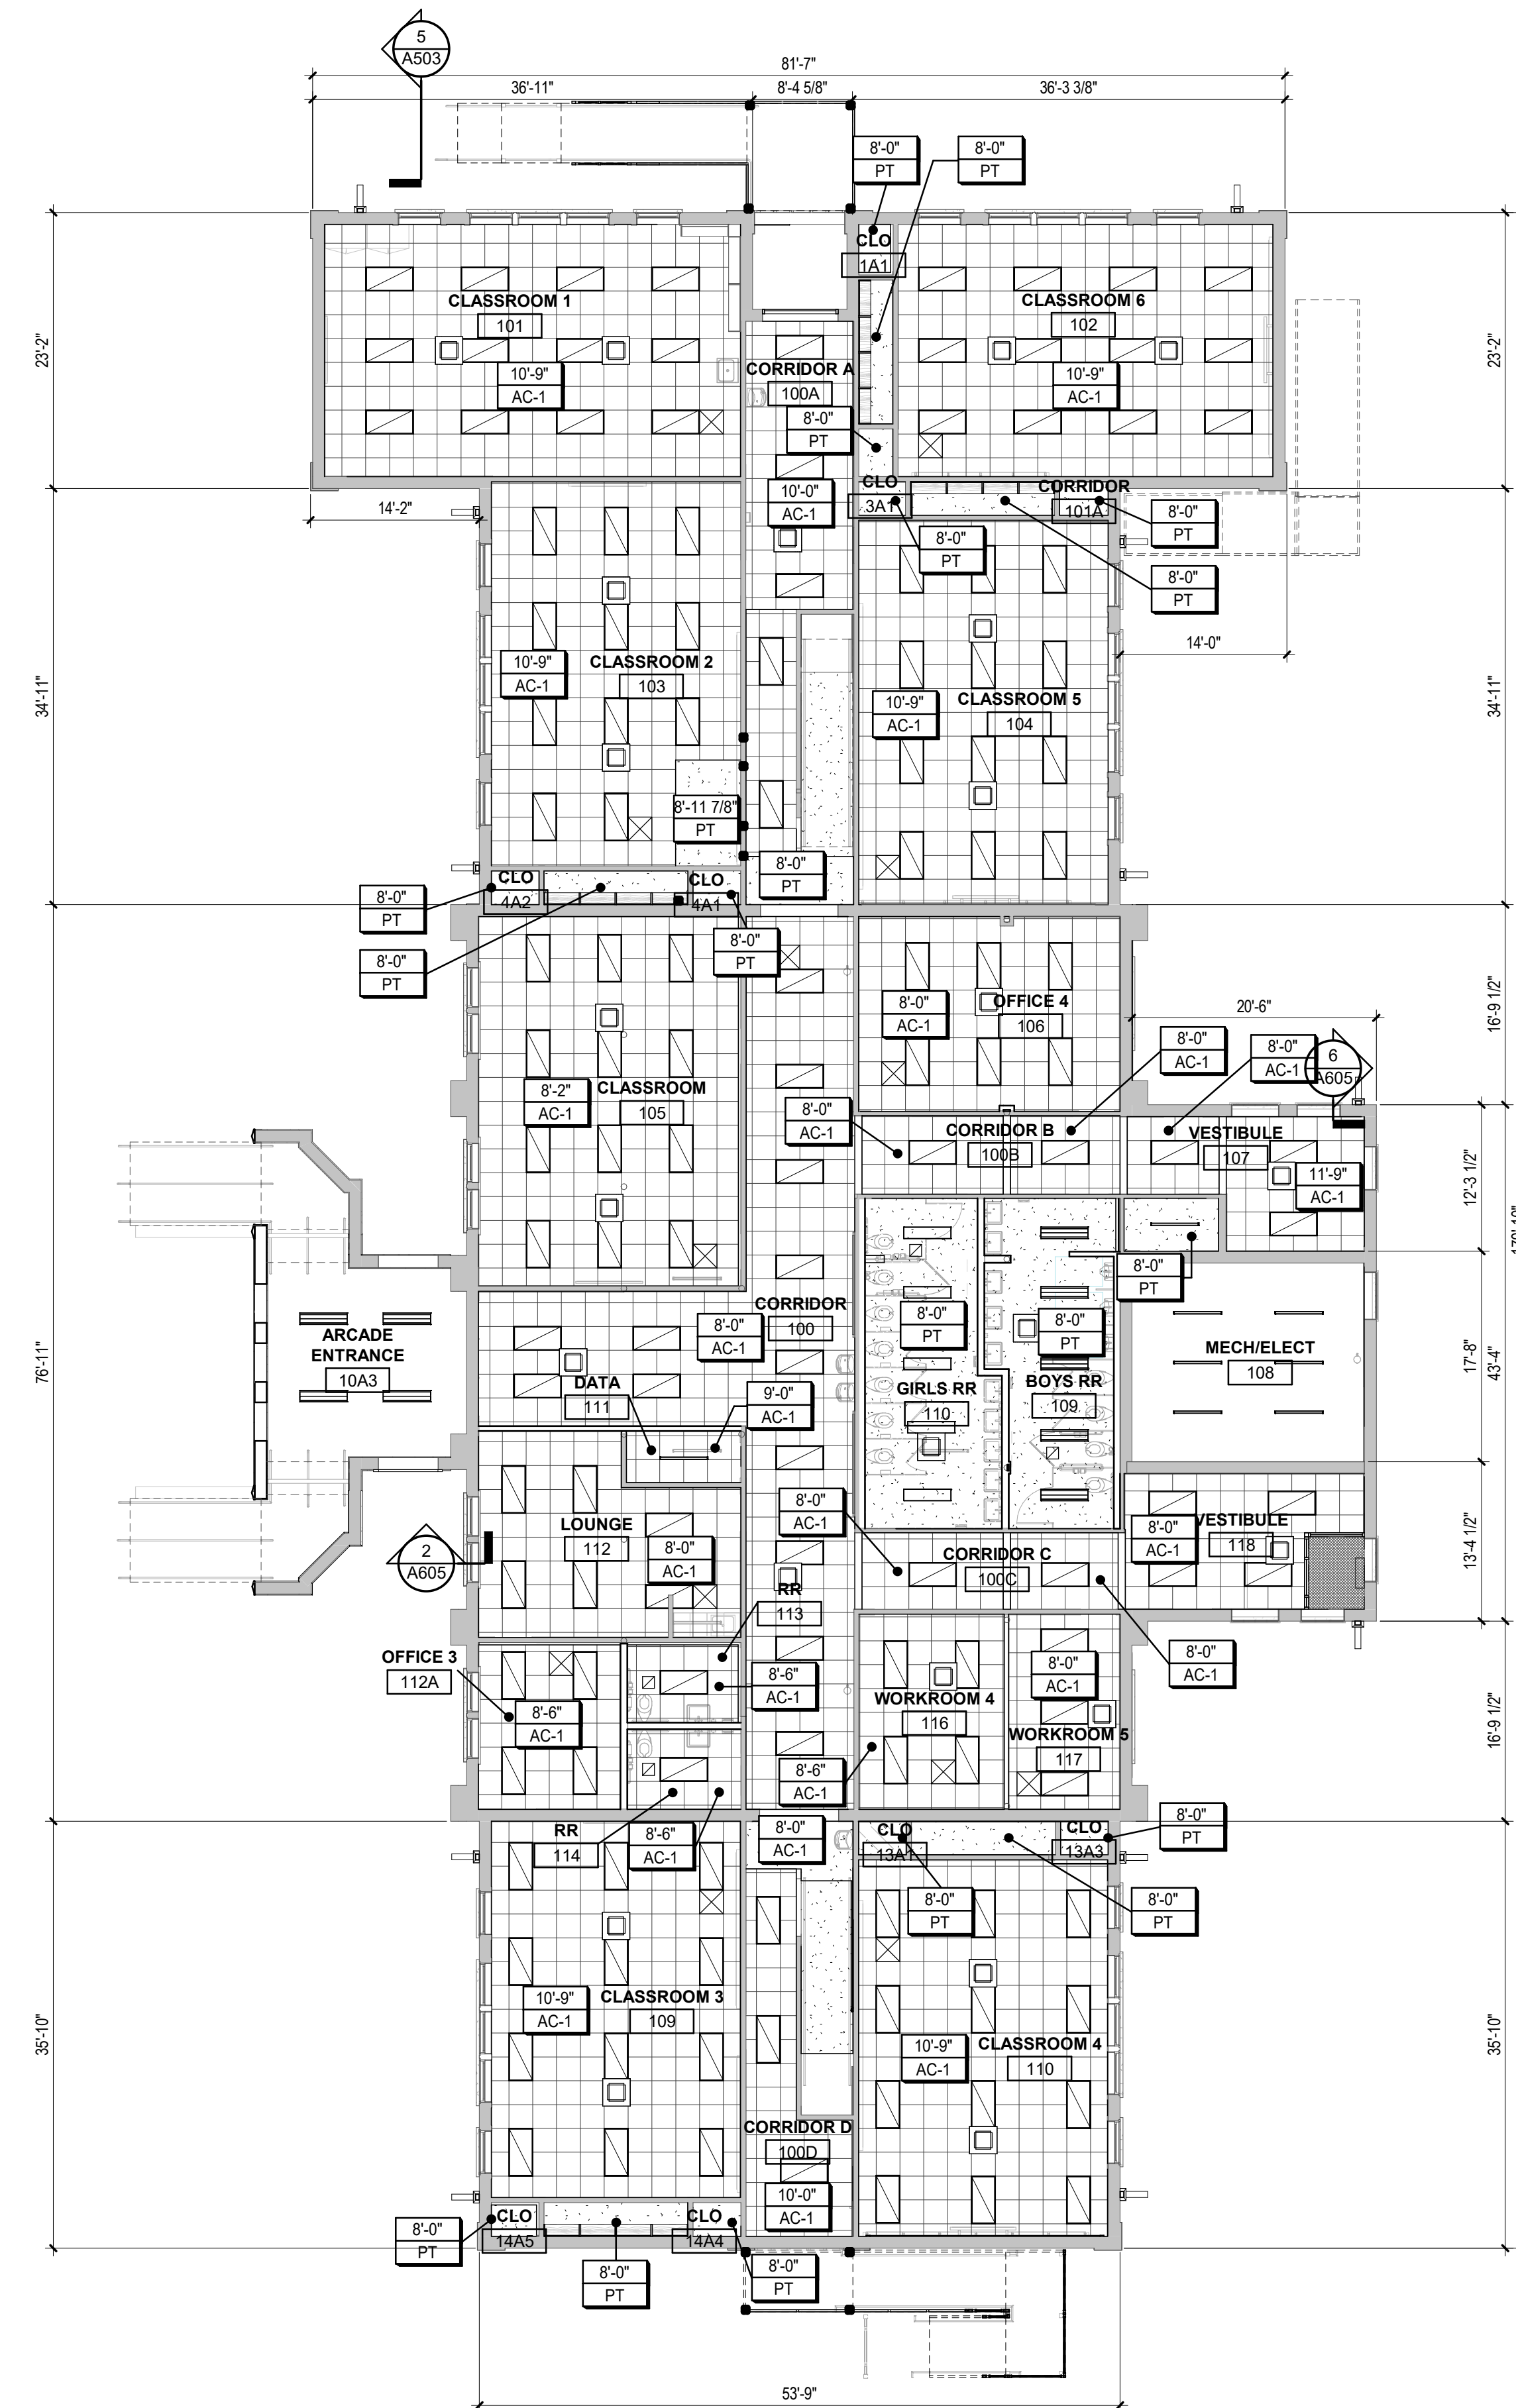 5
A503
81'-7"
36'-11"
8'-4 5/8"
36'-3 3/8"
8'-0"
PT
8'-0"
PT
CLO
1A1
CLASSROOM 1
101
10'-9"
AC-1
CLASSROOM 6
102
10'-9"
AC-1
23'-2"
23'-2"
CORRIDOR A
100A
8'-0"
PT
10'-0"
AC-1
CLO
3A1
CORRIDOR
101A
8'-0"
PT
8'-0"
PT
8'-0"
PT
14'-2"
14'-0"
10'-9"
AC-1
CLASSROOM 2
103
10'-9"
AC-1
CLASSROOM 5
104
34'-11"
34'-11"
8'-11 7/8"
PT
8'-0"
PT
CLO
4A2
CLO
4A1
8'-0"
PT
8'-0"
PT
8'-0"
PT
8'-0"
AC-1
OFFICE 4
106
16'-9 1/2"
20'-6"
8'-0"
AC-1
8'-0"
AC-1
6
A605
8'-2"
AC-1
CLASSROOM
105
8'-0"
AC-1
CORRIDOR B
100B
VESTIBULE
107
11'-9"
AC-1
12'-3 1/2"
8'-0"
PT
76'-11"
ARCADE
ENTRANCE
10A3
CORRIDOR
100
8'-0"
AC-1
8'-0"
PT
8'-0"
PT
GIRLS RR
110
BOYS RR
109
MECH/ELECT
108
17'-8"
43'-4"
DATA
111
9'-0"
AC-1
8'-0"
AC-1
2
A605
LOUNGE
112
8'-0"
AC-1
CORRIDOR C
100C
8'-0"
AC-1
VESTIBULE
118
13'-4 1/2"
RR
113
8'-0"
AC-1
OFFICE 3
112A
8'-6"
AC-1
8'-6"
AC-1
WORKROOM 4
116
8'-0"
AC-1
WORKROOM 5
117
8'-6"
AC-1
16'-9 1/2"
RR
114
8'-6"
AC-1
8'-0"
AC-1
CLO
13A1
CLO
13A3
8'-0"
PT
8'-0"
PT
8'-0"
PT
10'-9"
AC-1
CLASSROOM 3
109
10'-9"
AC-1
CLASSROOM 4
110
35'-10"
35'-10"
CORRIDOR D
100D
10'-0"
AC-1
CLO
14A5
CLO
14A4
8'-0"
PT
8'-0"
PT
8'-0"
PT
53'-9"